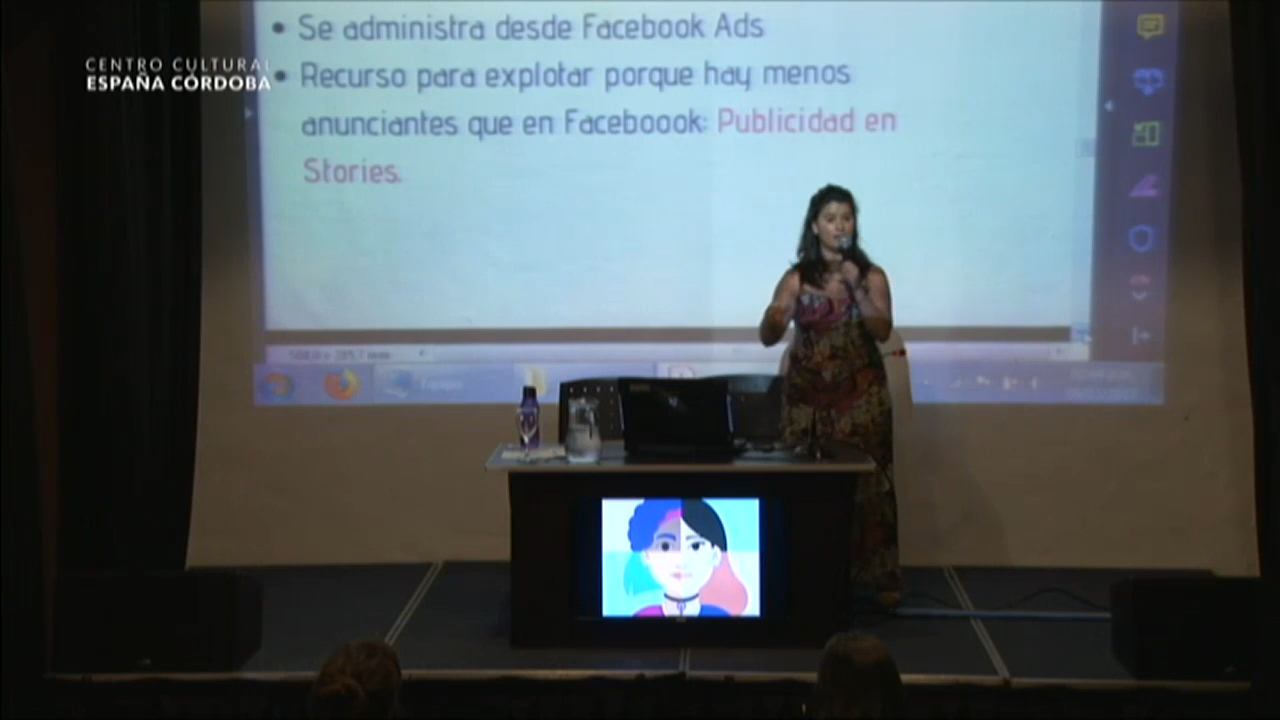 • Se administra desde Facebook Ads
CENTRO CULTURAL
ESPAÑA CÓRDOBA
• Recurso para explotar porque hay menos
anunciantes que en Faceboook: Publicidad en
Stories.